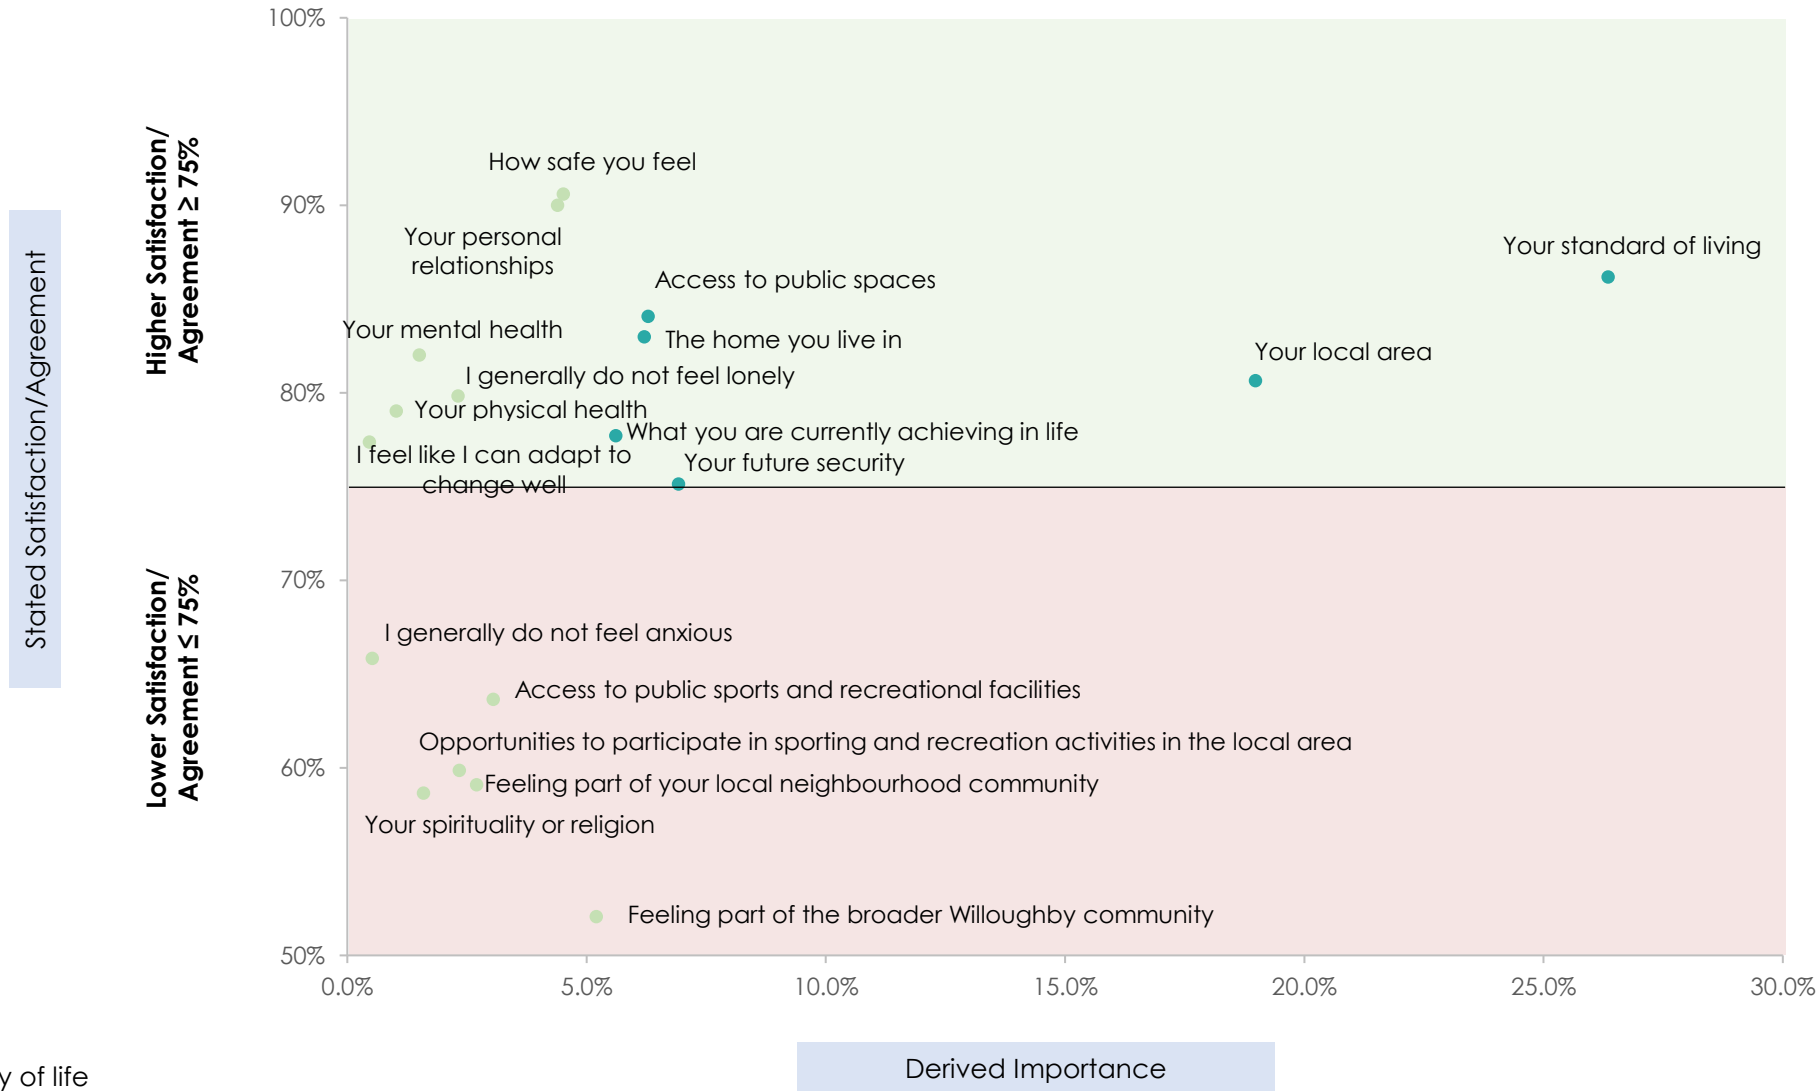 100%
90%
80%
70%
60%
50%
Stated Satisfaction/Agreement
Higher Satisfaction/
Agreement ≥ 75%
Lower Satisfaction/
Agreement ≤ 75%
How safe you feel
Your personal
relationships
Your standard of living
Access to public spaces
Your mental health
The home you live in
Your local area
I generally do not feel lonely
Your physical health
What you are currently achieving in life
I feel like I can adapt to
change well
Your future security
I generally do not feel anxious
Access to public sports and recreational facilities
Opportunities to participate in sporting and recreation activities in the local area
Feeling part of your local neighbourhood community
Your spirituality or religion
Feeling part of the broader Willoughby community
0.0%
5.0%
10.0%
15.0%
20.0%
25.0%
30.0%
Derived Importance
y of life